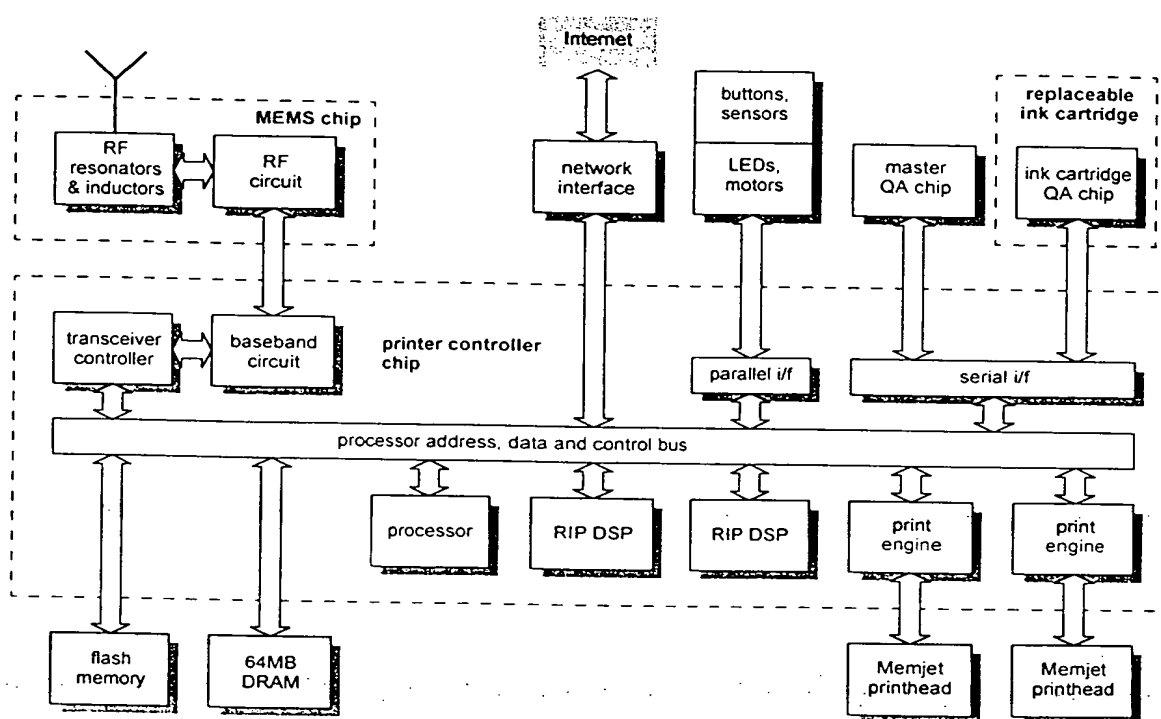 Internet
MEMS chip
RF
resonators
& inductors
RF
circuit
network
interface
buttons,
sensors
LEDs,
motors
master
QA chip
replaceable
ink cartridge
ink cartridge
QA chip
transceiver
controller
baseband
circuit
printer controller
chip
parallel i/f
serial i/f
processor address, data and control bus
processor
RIP DSP
RIP DSP
print
engine
print
engine
flash
memory
64MB
DRAM
Memjet
printhead
Memjet
printhead